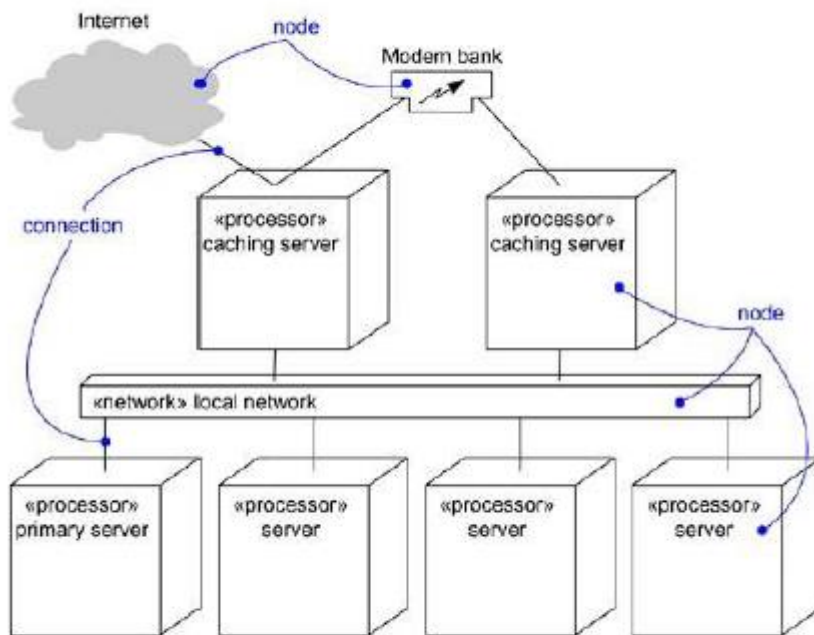 Internet
node
Modern bank
«processor»
caching server
«processor»
caching server
connection
node
«network» local network
«processor»
primary server
«processor»
server
«processor»
server
«processor»
server